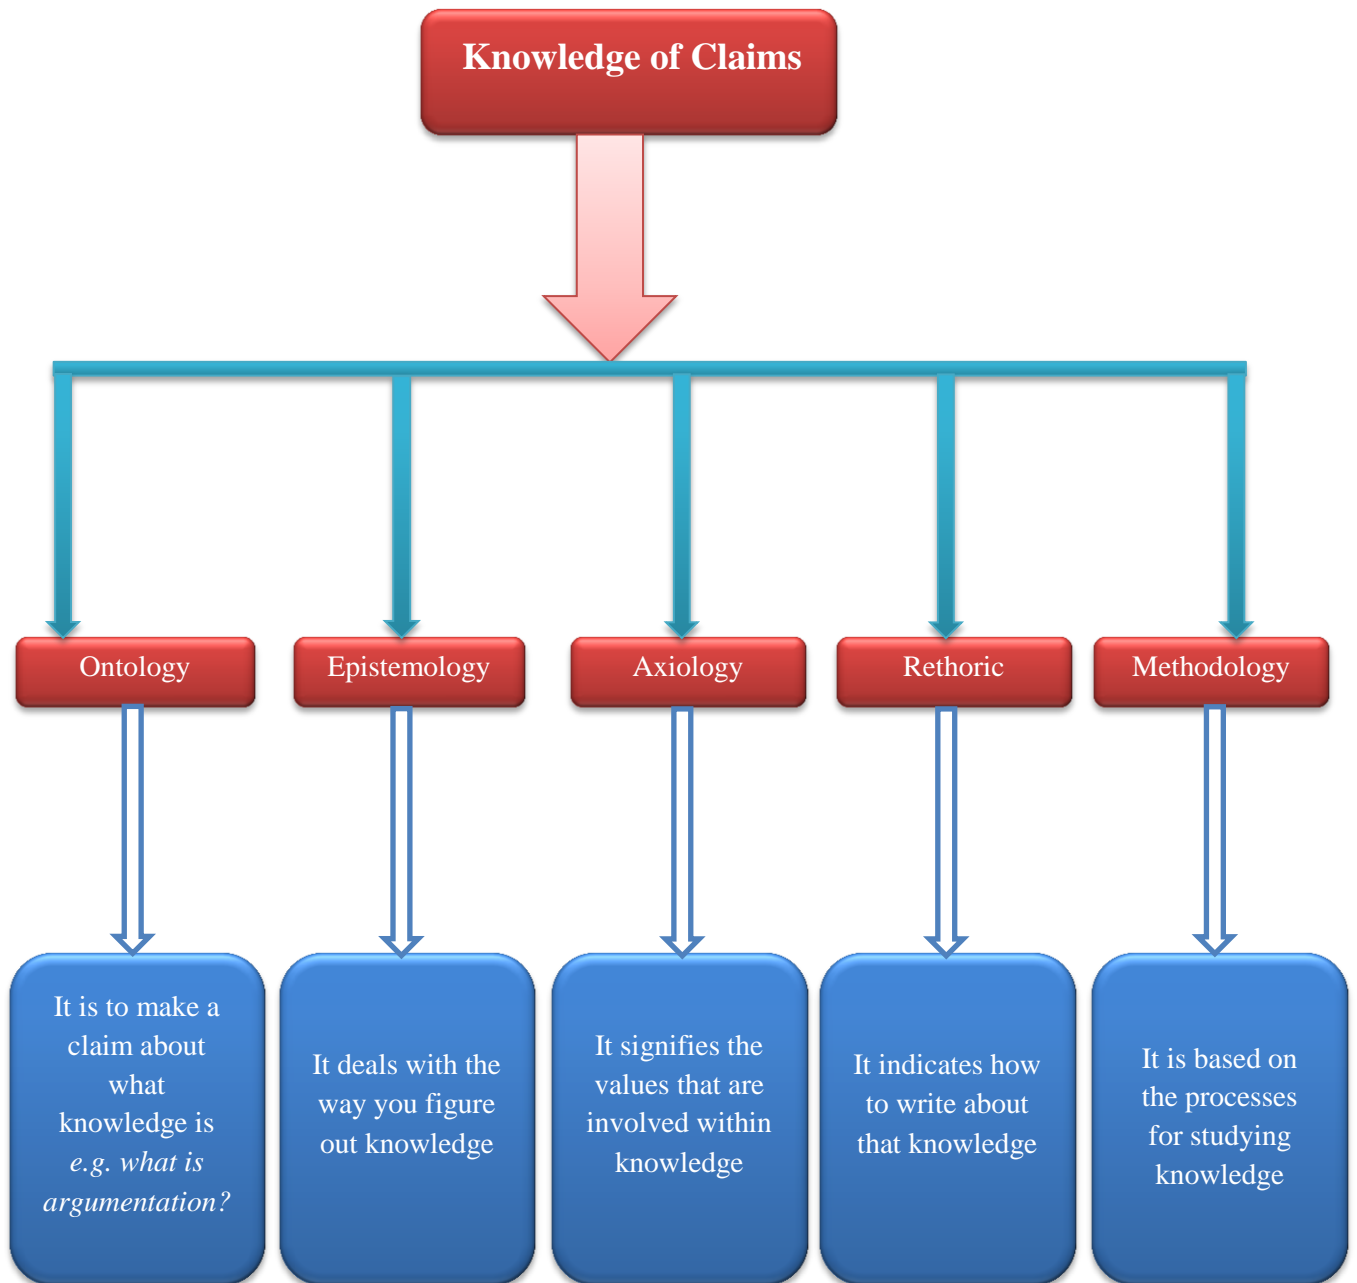 Knowledge of Claims
Ontology
Epistemology
Axiology
Rethoric
Methodology
It is to make a
claim about
what
knowledge is
e.g. what is
argumentation?
It deals with the
way you figure
out knowledge
It signifies the
values that are
involved within
knowledge
It indicates how
to write about
that knowledge
It is based on
the processes
for studying
knowledge